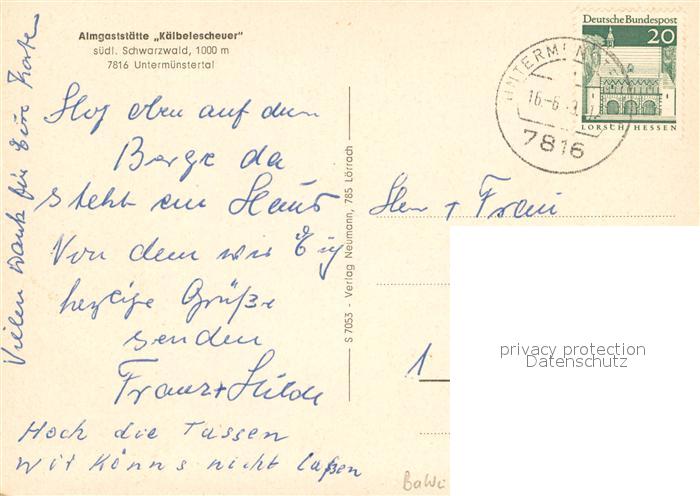 Almgaststätte „Kälbelescheuer"
südl. Schwarzwald, 1000 m
7816 Untermünstertal
Deutsche Bundespost
20
LORSCH/HESSEN
7816
Hoch oben auf dem
Berge da
steht ein Haus
Von dem wir Euch
herzige Grüße
senden
Franz + Hilde
Hoch die Tassen
wir könns nicht laßen
Vielen Dank für Eure Karte
S 7053 - Verlag Neumann, 785 Lörrach
Herr + Frau
1
privacy protection
Datenschutz
BaWü